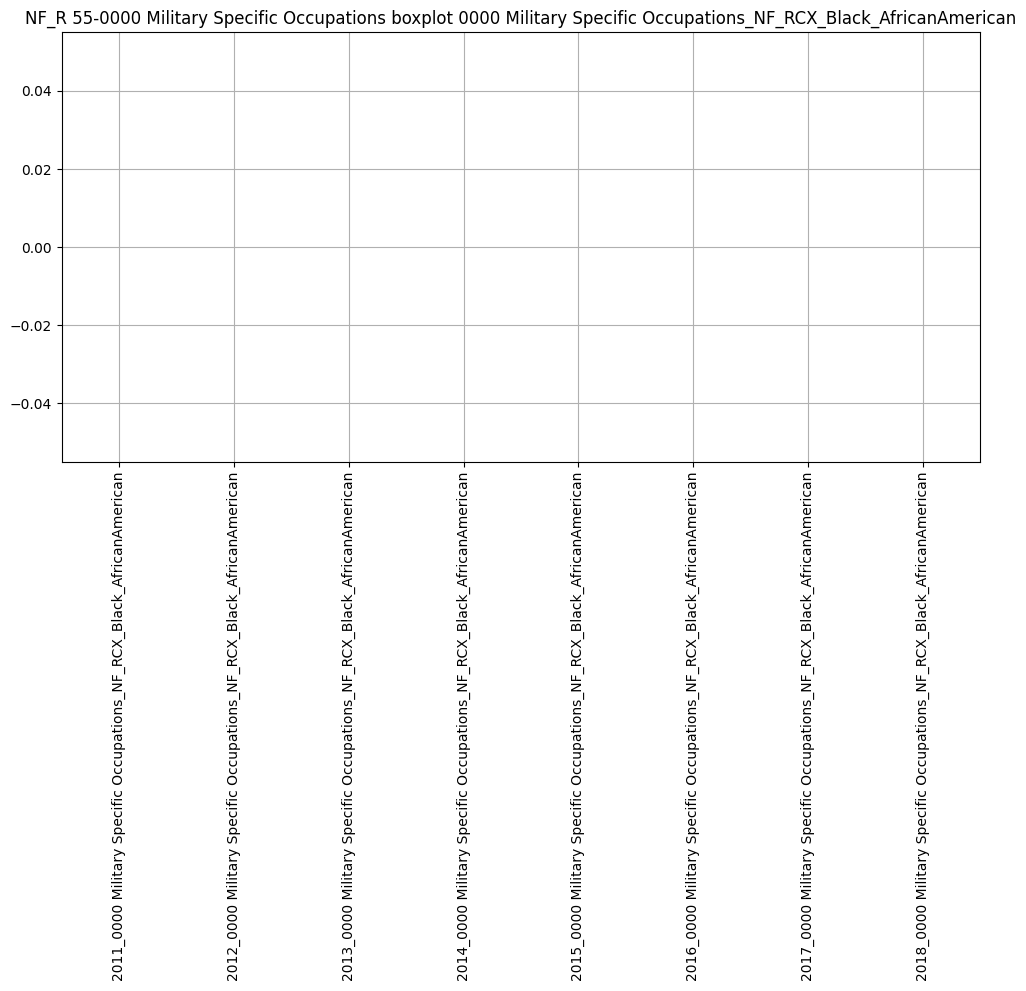 NF_R 55-0000 Military Specific Occupations boxplot 0000 Military Specific Occupations_NF_RCX_Black_AfricanAmerican
0.04
0.02
0.00
−0.02
−0.04
2011_0000 Military Specific Occupations_NF_RCX_Black_AfricanAmerican
2012_0000 Military Specific Occupations_NF_RCX_Black_AfricanAmerican
2013_0000 Military Specific Occupations_NF_RCX_Black_AfricanAmerican
2014_0000 Military Specific Occupations_NF_RCX_Black_AfricanAmerican
2015_0000 Military Specific Occupations_NF_RCX_Black_AfricanAmerican
2016_0000 Military Specific Occupations_NF_RCX_Black_AfricanAmerican
2017_0000 Military Specific Occupations_NF_RCX_Black_AfricanAmerican
2018_0000 Military Specific Occupations_NF_RCX_Black_AfricanAmerican